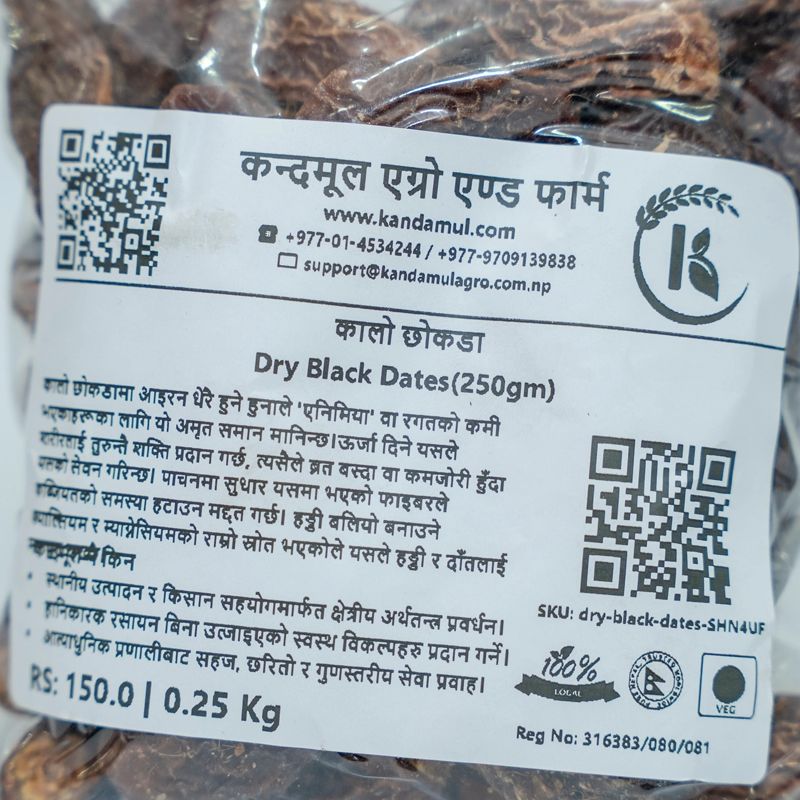 कन्दमूल एग्रो एण्ड फार्म
www.kandamul.com
+977-01-4534244 / +977-9709139838
support@kandamulagro.com.np
K
कालो छोकडा
Dry Black Dates(250gm)
कालो छोकडामा आइरन धेरै हुने हुनाले 'एनिमिया' वा रगतको कमी
भएकाहरूका लागि यो अमृत समान मानिन्छ।ऊर्जा दिने यसले
शरीरलाई तुरुन्तै शक्ति प्रदान गर्छ, त्यसैले ब्रत बस्दा वा कमजोरी हुँदा
यसको सेवन गरिन्छ। पाचनमा सुधार यसमा भएको फाइबरले
कब्जियतको समस्या हटाउन मद्दत गर्छ। हड्डी बलियो बनाउने
क्याल्सियम र म्याग्नेसियमको राम्रो स्रोत भएकोले यसले हड्डी र दाँतलाई
किन
• स्थानीय उत्पादन र किसान सहयोगमार्फत क्षेत्रीय अर्थतन्त्र प्रवर्धन।
• हानिकारक रसायन बिना उत्जाइएको स्वस्थ विकल्पहरु प्रदान गर्ने।
• अत्याधुनिक प्रणालीबाट सहज, छरितो र गुणस्तरीय सेवा प्रवाह।
RS: 150.0 | 0.25 Kg
SKU: dry-black-dates-SHN4UF
100%
LOCAL
VEG
Reg No: 316383/080/081